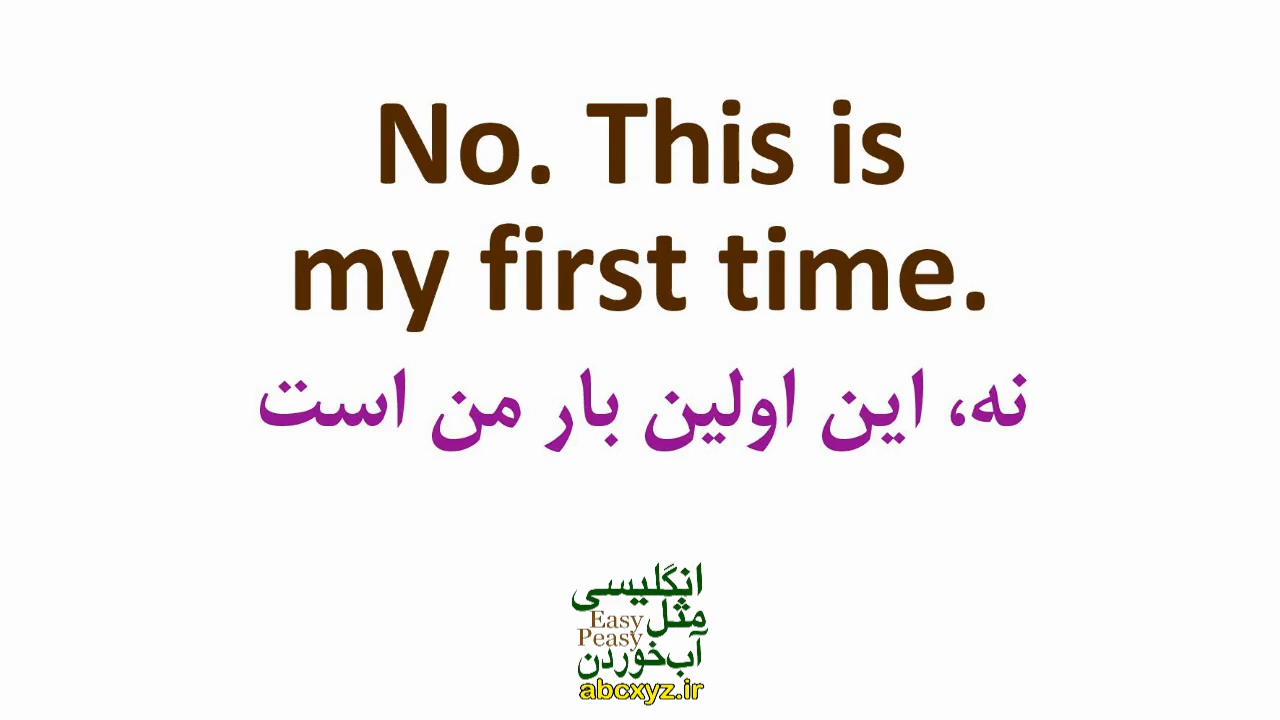 No. This is
my first time.
نه، این اولین بار من است
انگلیسی
مثل
Easy
Peasy
آب‌خوردن
abcxyz.ir